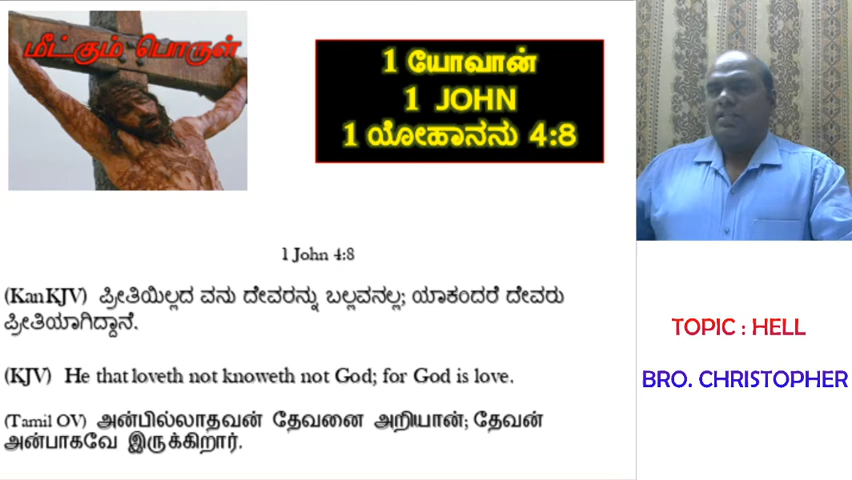 மீட்கும் பொருள்
1 யோவான்
1 JOHN
1 ಯೋಹಾನನು 4:8
1 John 4:8
(KanKJV) ಪ್ರೀತಿಯಿಲ್ಲದ ವನು ದೇವರನ್ನು ಬಲ್ಲವನಲ್ಲ; ಯಾಕಂದರೆ ದೇವರು
ಪ್ರೀತಿಯಾಗಿದ್ದಾನೆ.
(KJV) He that loveth not knoweth not God; for God is love.
(Tamil OV) அன்பில்லாதவன் தேவனை அறியான்; தேவன்
அன்பாகவே இருக்கிறார்.
TOPIC : HELL
BRO. CHRISTOPHER